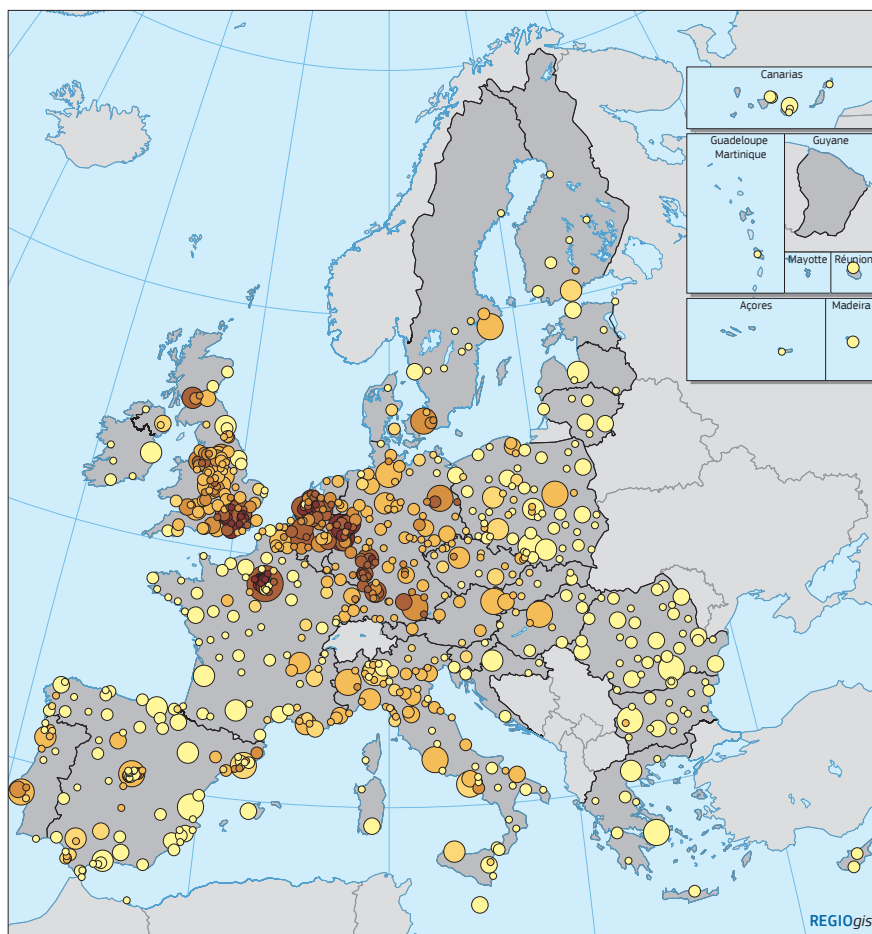 Canarias
Guadeloupe
Martinique
Guyane
Mayotte
Réunion
Açores
Madeira
REGIOgis